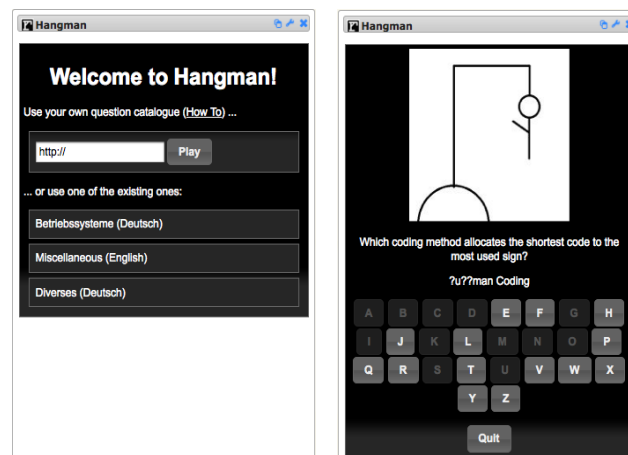 Hangman
Welcome to Hangman!
Use your own question catalogue (How To) ...
http://
Play
... or use one of the existing ones:
Betriebssysteme (Deutsch)
Miscellaneous (English)
Diverses (Deutsch)
Hangman
Which coding method allocates the shortest code to the
most used sign?
?u??man Coding
A B C D E F G H
I J K L M N O P
Q R S T U V W X
Y Z
Quit